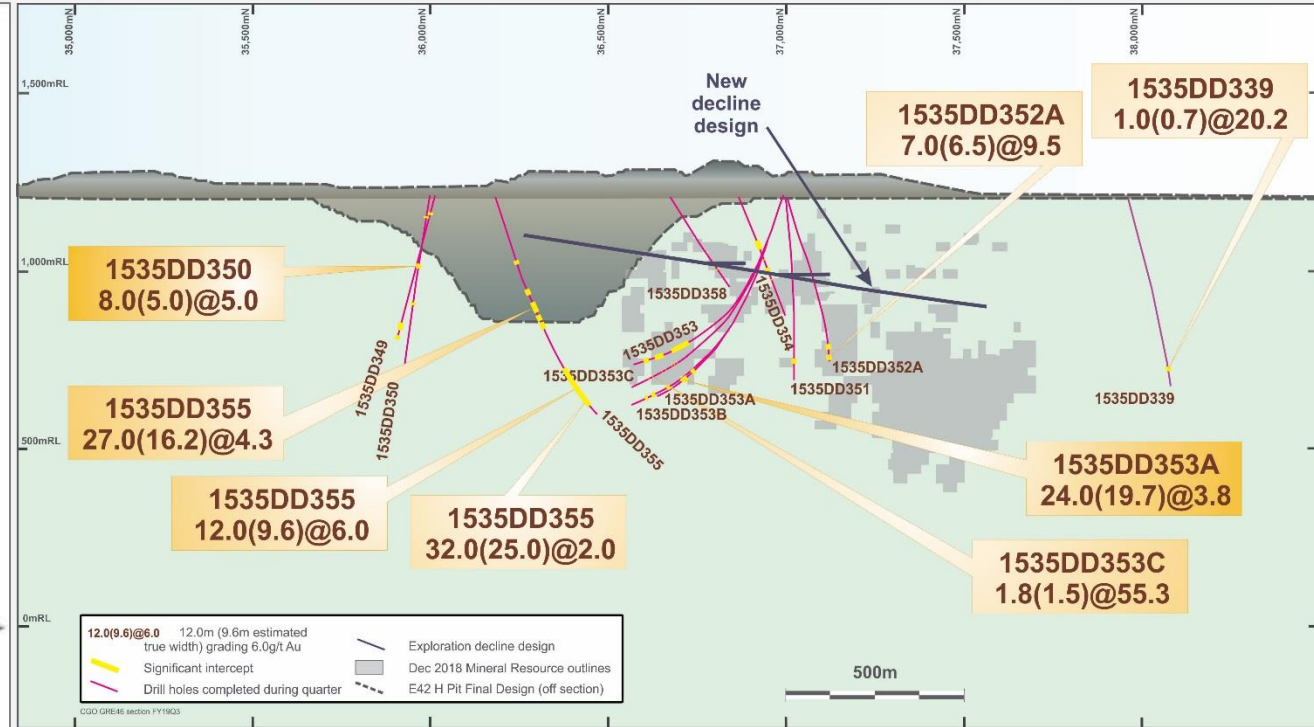 35,000mN
35,500mN
36,000mN
36,500mN
37,000mN
37,500mN
38,000mN
1,500mRL
1,000mRL
500mRL
0mRL
New
decline
design
1535DD352A
7.0(6.5)@9.5
1535DD339
1.0(0.7)@20.2
1535DD350
8.0(5.0)@5.0
1535DD355
27.0(16.2)@4.3
1535DD355
12.0(9.6)@6.0
1535DD355
32.0(25.0)@2.0
1535DD353A
24.0(19.7)@3.8
1535DD353C
1.8(1.5)@55.3
1535DD349
1535DD350
1535DD355
1535DD358
1535DD353
1535DD353C
1535DD353A
1535DD353B
1535DD354
1535DD351
1535DD352A
1535DD339
12.0(9.6)@6.0 12.0m (9.6m estimated
true width) grading 6.0g/t Au
Significant intercept
Drill holes completed during quarter
Exploration decline design
Dec 2018 Mineral Resource outlines
E42 H Pit Final Design (off section)
CGO GRE46 section FY19Q3
500m